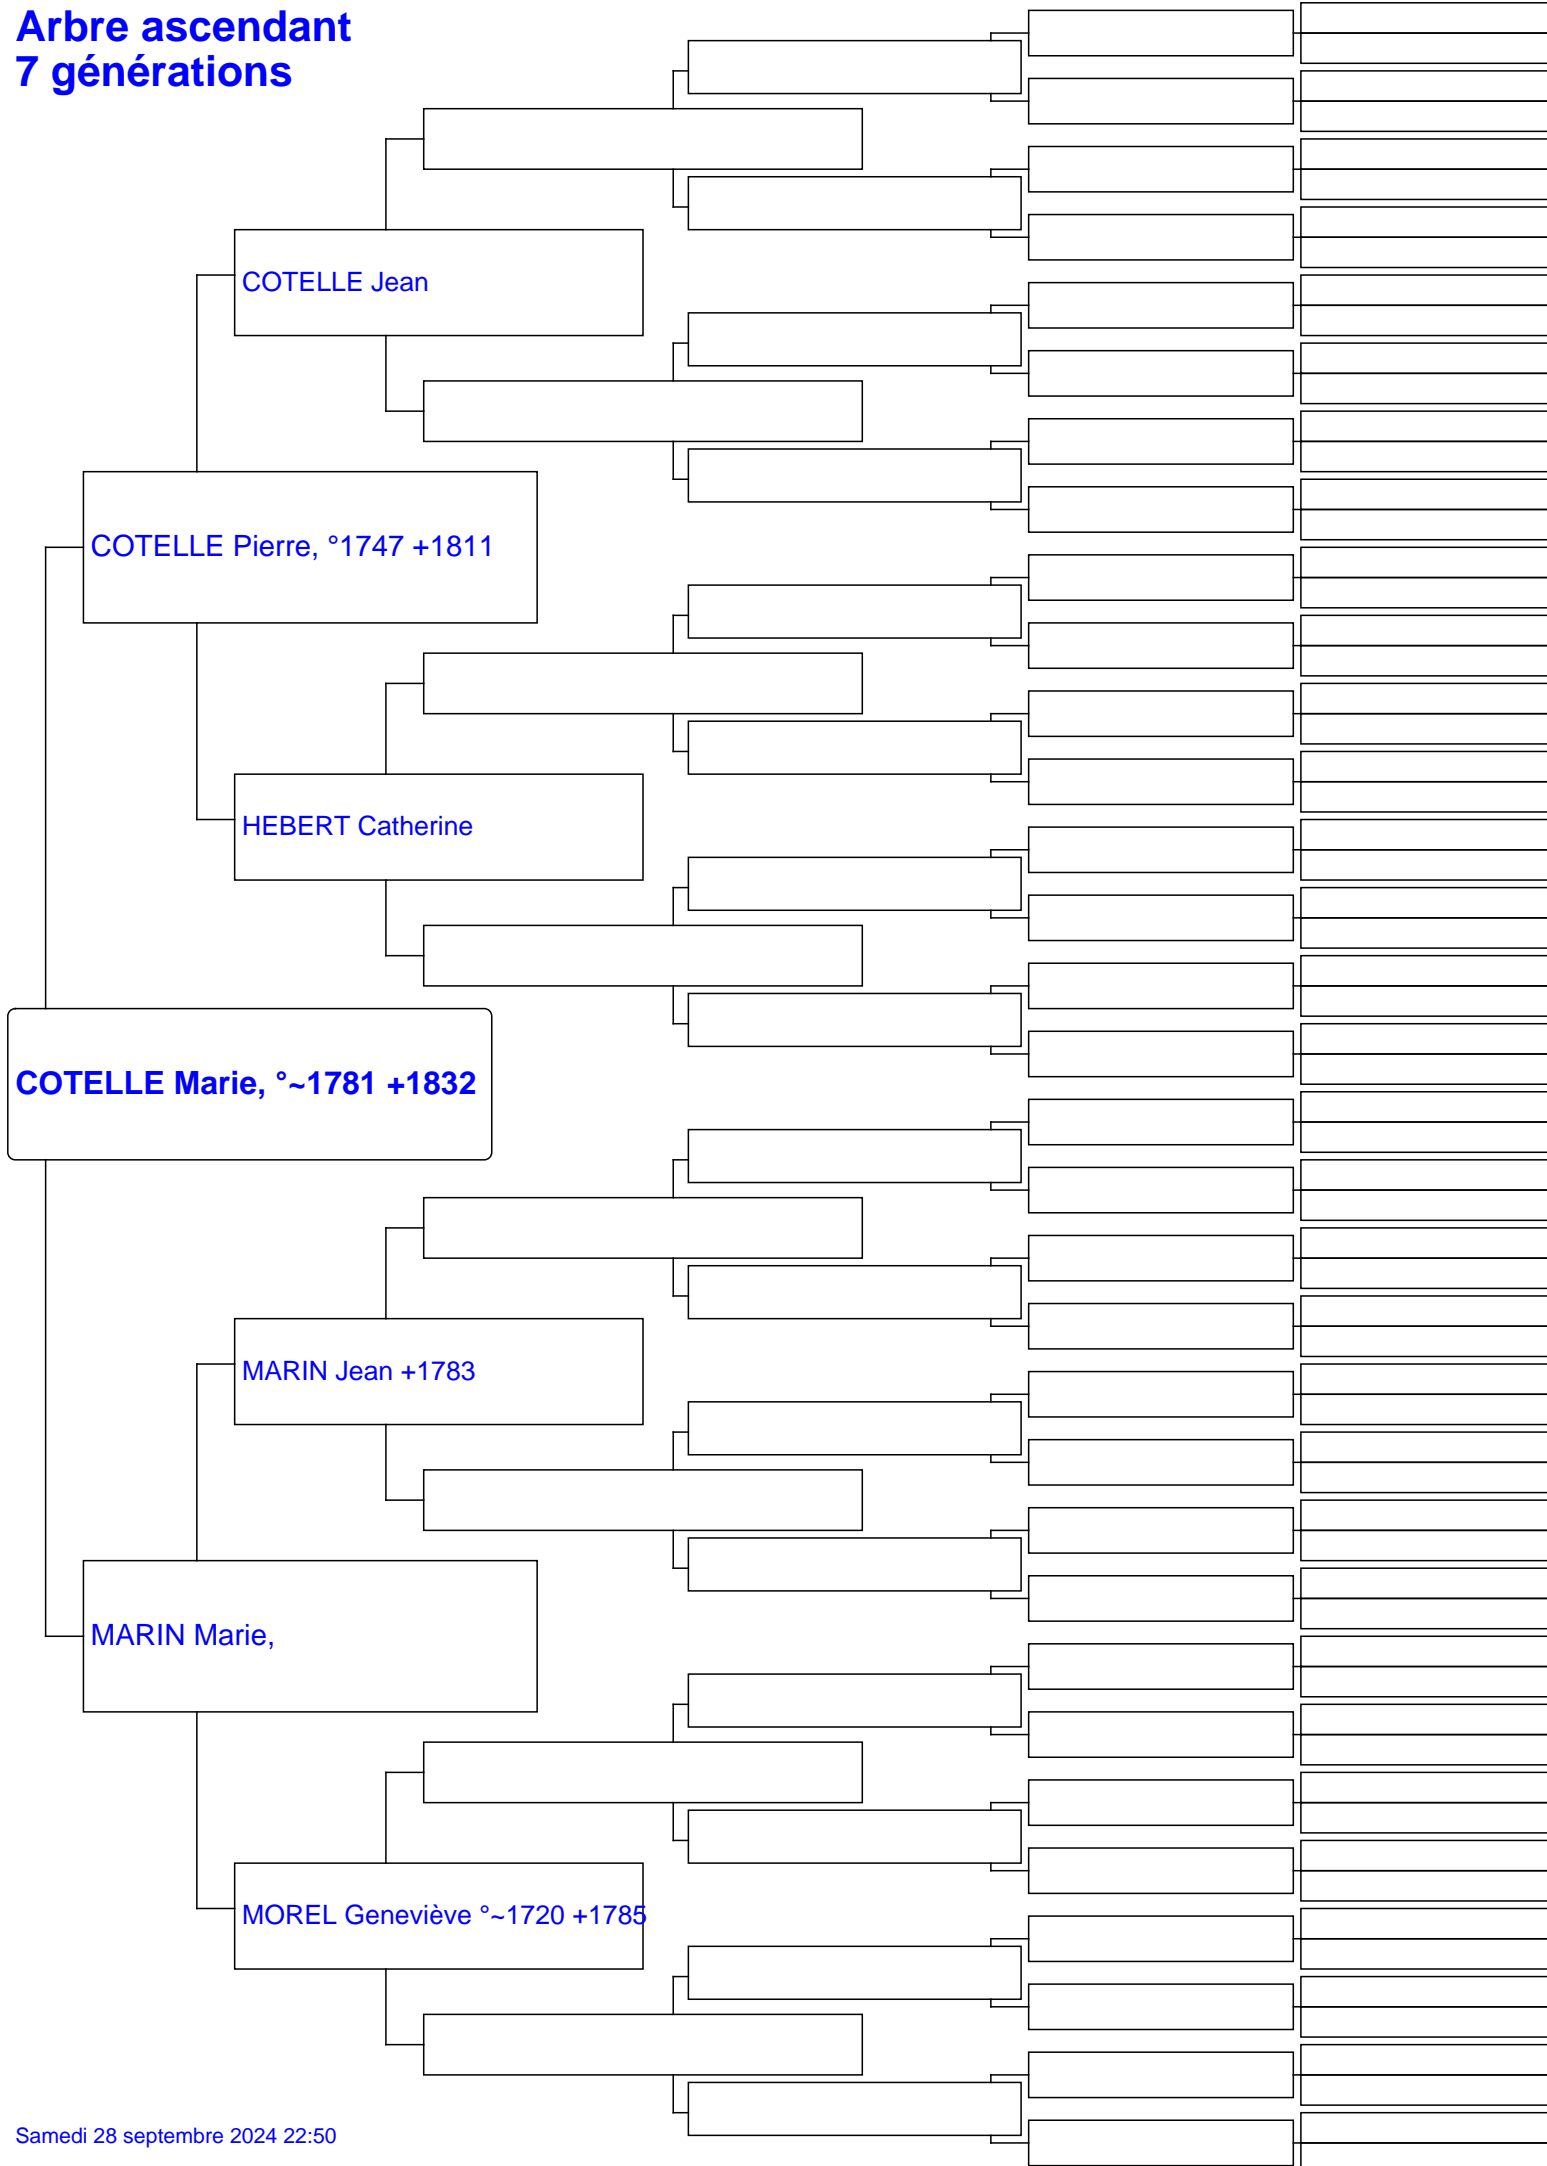 Arbre ascendant
7 générations
COTELLE Jean
COTELLE Pierre, °1747 +1811
HEBERT Catherine
COTELLE Marie, °~1781 +1832
MARIN Jean +1783
MARIN Marie,
MOREL Geneviève °~1720 +1785
Samedi 28 septembre 2024 22:50